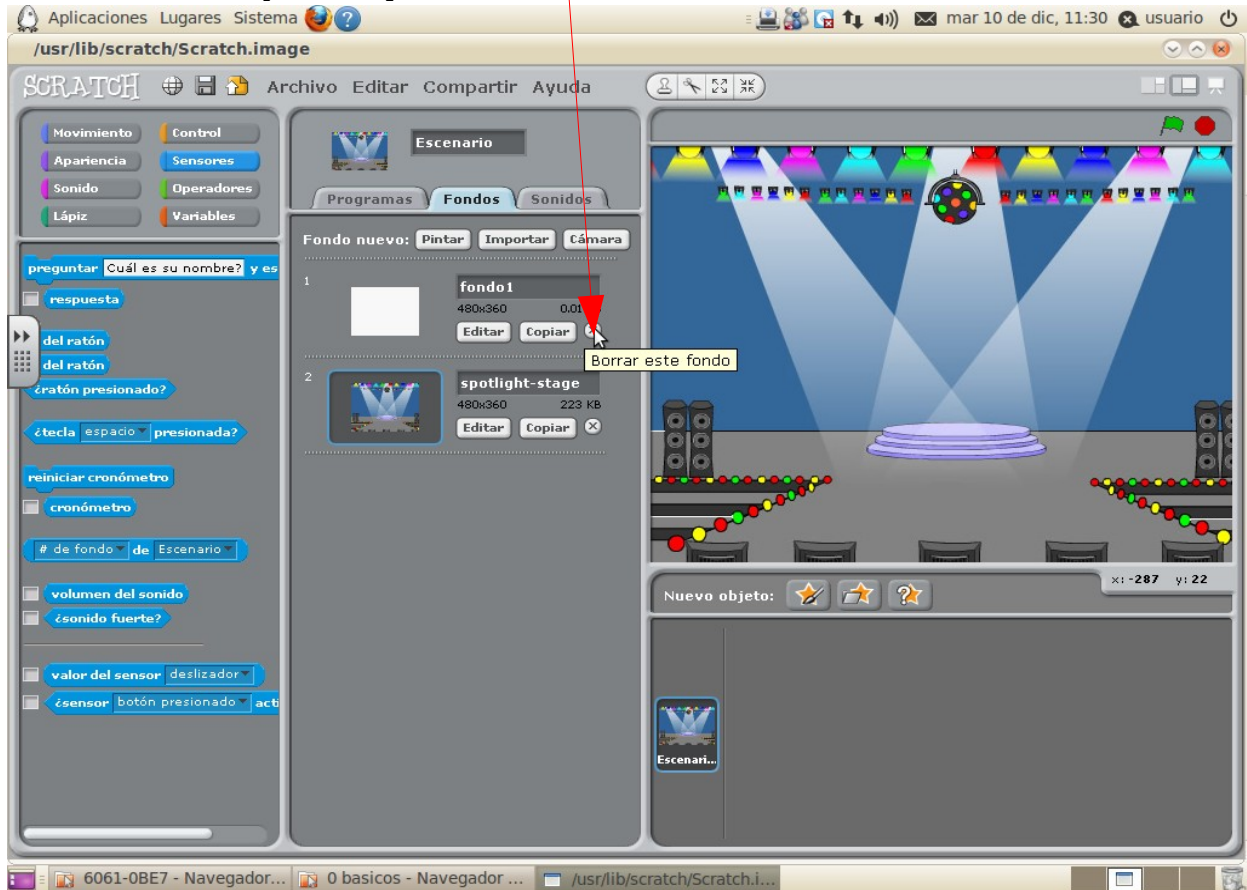 Aplicaciones Lugares Sistema
mar 10 de dic, 11:30 usuario
/usr/lib/scratch/Scratch.image
SCRATCH Archivo Editar Compartir Ayuda
Movimiento Control
Apariencia Sensores
Sonido Operadores
Lápiz Variables
preguntar Cuál es su nombre? y es
respuesta
del ratón
del ratón
¿ratón presionado?
¿tecla espacio presionada?
reiniciar cronómetro
cronómetro
# de fondo de Escenario
volumen del sonido
¿sonido fuerte?
valor del sensor deslizador
¿sensor botón presionado acti
Escenario
Programas Fondos Sonidos
Fondo nuevo: Pintar Importar Cámara
1
fondo1
480x360
Editar Copiar
Borrar este fondo
2
spotlight-stage
480x360 223 KB
Editar Copiar
x: -287 y: 22
Nuevo objeto:
Escenari...
6061-0BE7 - Navegador... 0 basicos - Navegador ... /usr/lib/scratch/Scratch.i...